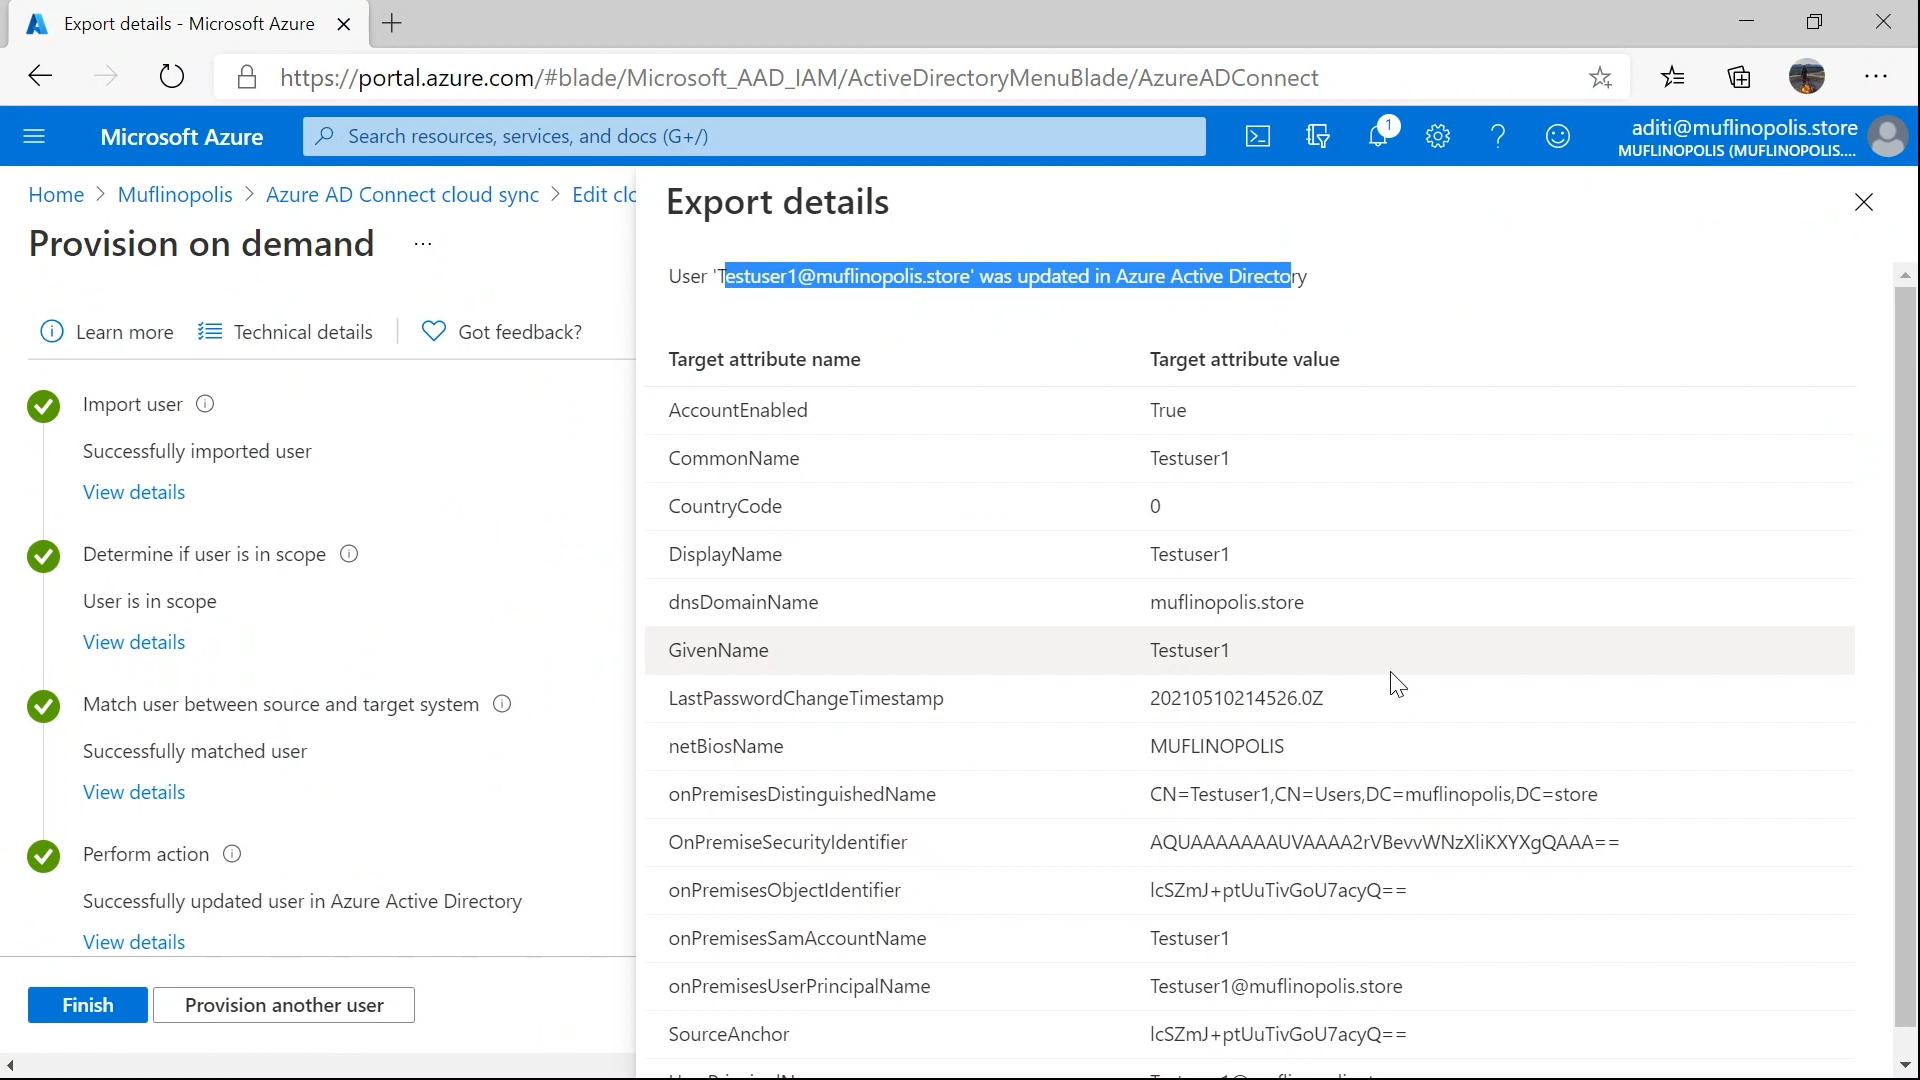 Export details - Microsoft Azure
https://portal.azure.com/#blade/Microsoft_AAD_IAM/ActiveDirectoryMenuBlade/AzureADConnect
Microsoft Azure
Search resources, services, and docs (G+/)
1
aditi@muflinopolis.store
MUFLINOPOLIS (MUFLINOPOLIS....
Home > Muflinopolis > Azure AD Connect cloud sync > Edit clo
Provision on demand ...
Learn more
Technical details
Got feedback?
Import user
Successfully imported user
View details
Determine if user is in scope
User is in scope
View details
Match user between source and target system
Successfully matched user
View details
Perform action
Successfully updated user in Azure Active Directory
View details
Finish
Provision another user
Export details
User 'Testuser1@muflinopolis.store' was updated in Azure Active Directory
Target attribute name Target attribute value
AccountEnabled True
CommonName Testuser1
CountryCode 0
DisplayName Testuser1
dnsDomainName muflinopolis.store
GivenName Testuser1
LastPasswordChangeTimestamp 20210510214526.0Z
netBiosName MUFLINOPOLIS
onPremisesDistinguishedName CN=Testuser1,CN=Users,DC=muflinopolis,DC=store
OnPremiseSecurityIdentifier AQUAAAAAAAUVAAAA2rVBevvWNzXliKXYXgQAAA==
onPremisesObjectIdentifier lcSZmJ+ptUuTivGoU7acyQ==
onPremisesSamAccountName Testuser1
onPremisesUserPrincipalName Testuser1@muflinopolis.store
SourceAnchor lcSZmJ+ptUuTivGoU7acyQ==